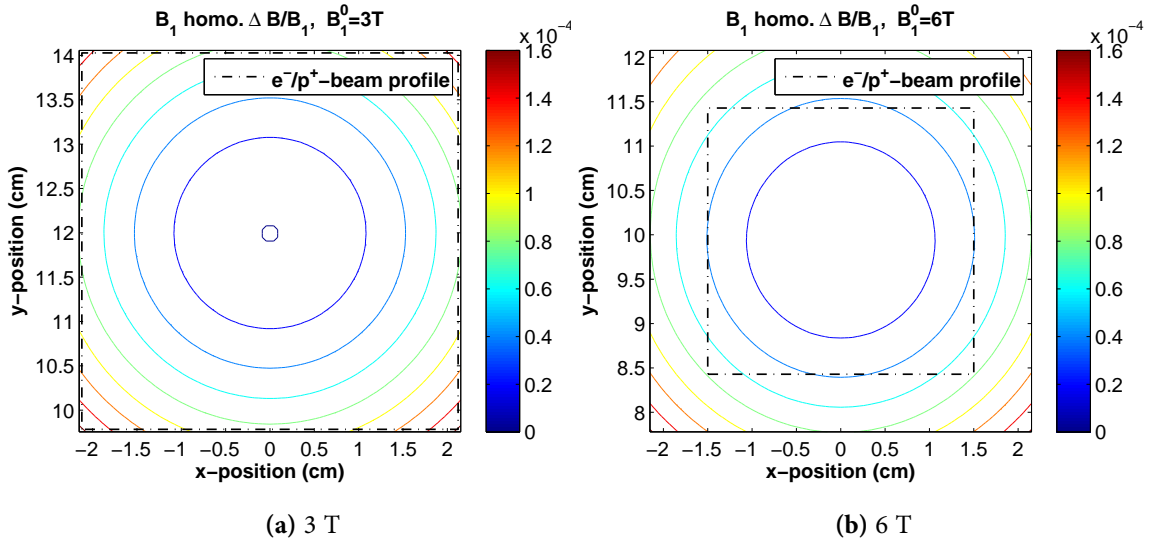 B₁ homo. Δ B/B₁, B₁⁰=3T
x 10⁻⁴
e⁻/p⁺−beam profile
14
13.5
13
12.5
12
11.5
11
10.5
10
y−position (cm)
−2 −1.5 −1 −0.5 0 0.5 1 1.5 2
x−position (cm)
1.6
1.4
1.2
1
0.8
0.6
0.4
0.2
0
(a) 3 T
B₁ homo. Δ B/B₁, B₁⁰=6T
x 10⁻⁴
e⁻/p⁺−beam profile
12
11.5
11
10.5
10
9.5
9
8.5
8
y−position (cm)
−2 −1.5 −1 −0.5 0 0.5 1 1.5 2
x−position (cm)
1.6
1.4
1.2
1
0.8
0.6
0.4
0.2
0
(b) 6 T